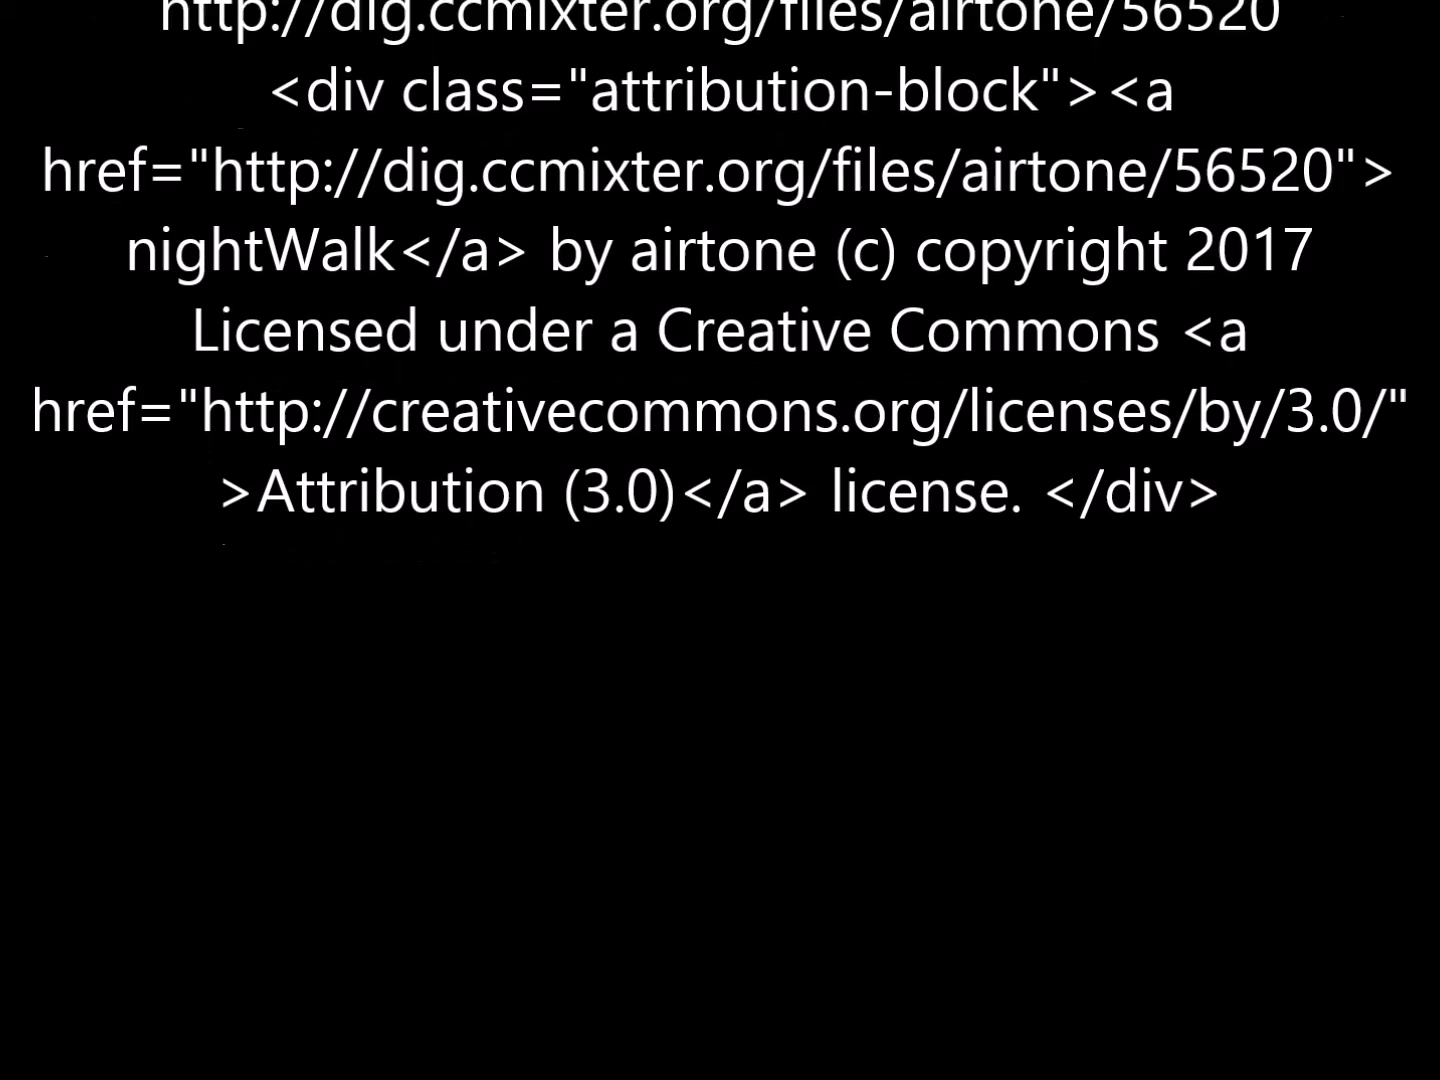 http://dig.ccmixter.org/files/airtone/56520
<div class="attribution-block"><a
href="http://dig.ccmixter.org/files/airtone/56520">
nightWalk</a> by airtone (c) copyright 2017
Licensed under a Creative Commons <a
href="http://creativecommons.org/licenses/by/3.0/"
>Attribution (3.0)</a> license. </div>